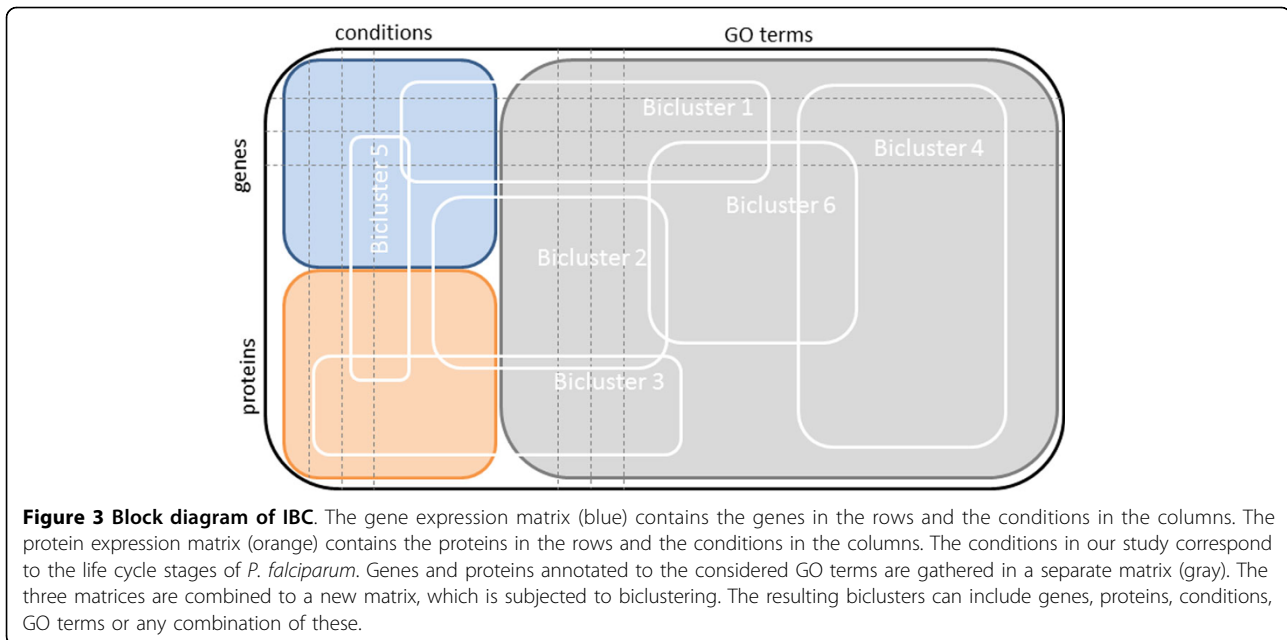 conditions GO terms
Bicluster 1
genes
Bicluster 5
Bicluster 4
Bicluster 6
Bicluster 2
proteins
Bicluster 3
Figure 3 Block diagram of IBC. The gene expression matrix (blue) contains the genes in the rows and the conditions in the columns. The
protein expression matrix (orange) contains the proteins in the rows and the conditions in the columns. The conditions in our study correspond
to the life cycle stages of P. falciparum. Genes and proteins annotated to the considered GO terms are gathered in a separate matrix (gray). The
three matrices are combined to a new matrix, which is subjected to biclustering. The resulting biclusters can include genes, proteins, conditions,
GO terms or any combination of these.